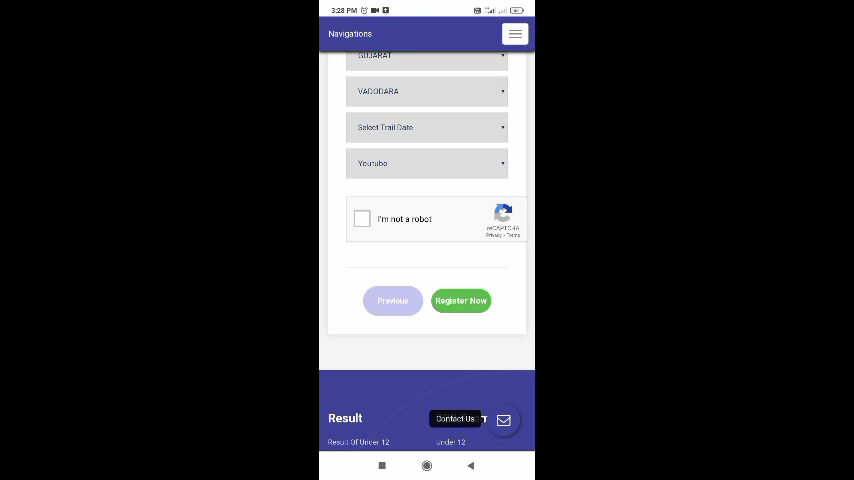 3:28 PM
Navigations
GUJARAT
VADODARA
Select Trail Date
Youtube
I'm not a robot
reCAPTCHA
Privacy - Terms
Previous
Register Now
Result
Contact Us
Result Of Under 12
Under 12